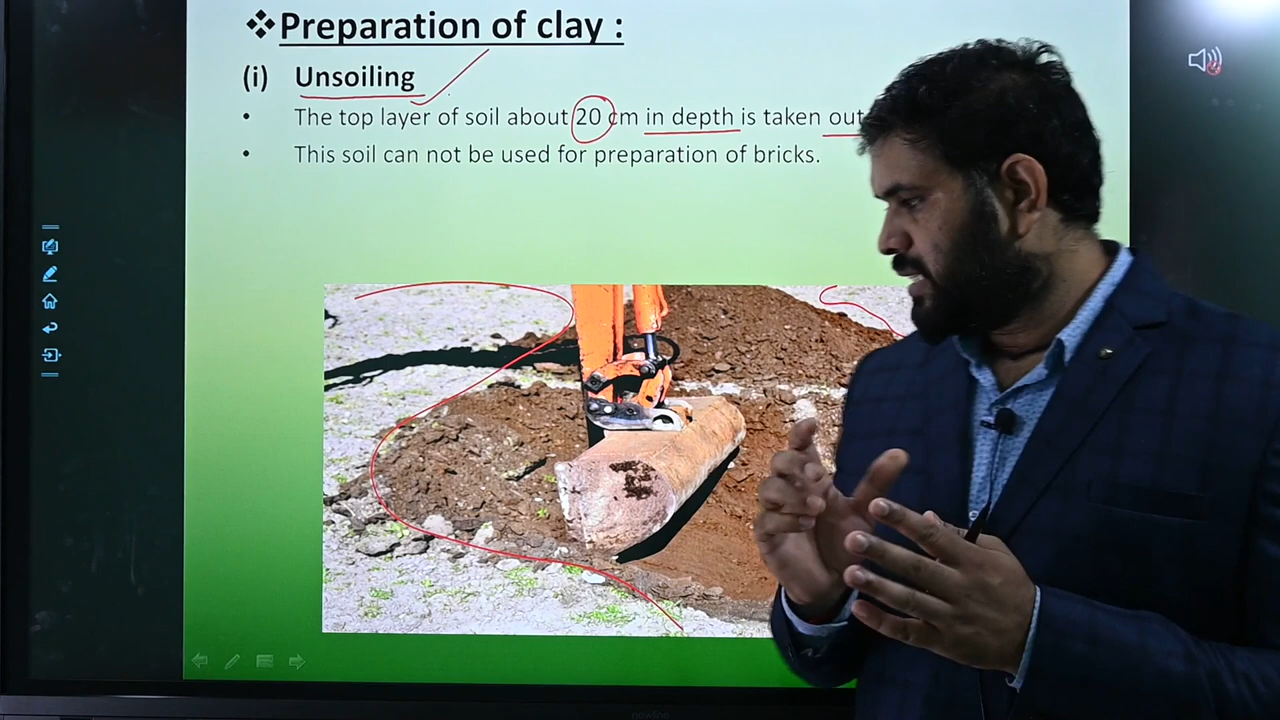 ❖Preparation of clay :
(i) Unsoiling
• The top layer of soil about 20 cm in depth is taken out
• This soil can not be used for preparation of bricks.
newline